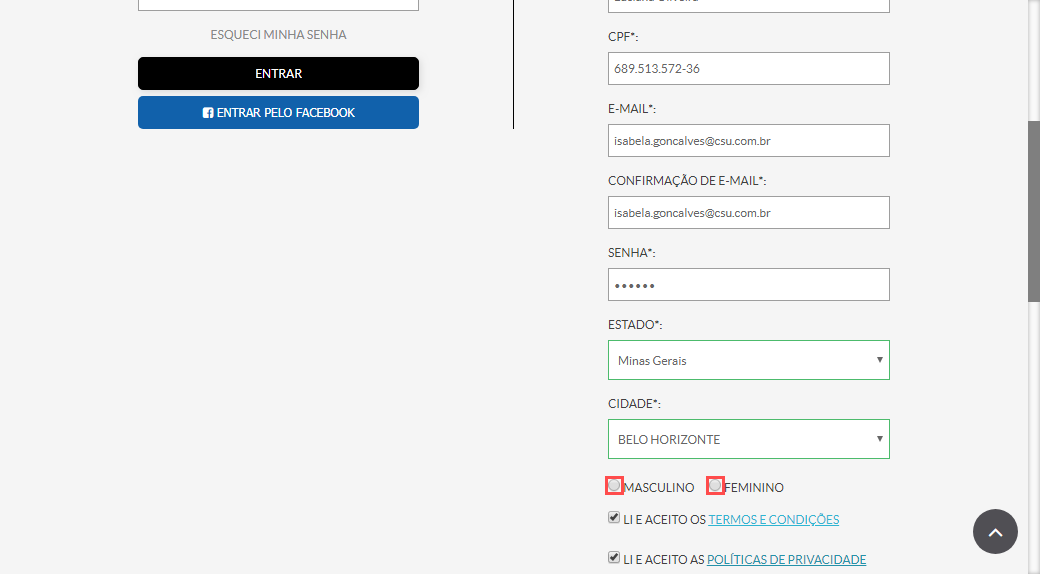 ESQUECI MINHA SENHA
ENTRAR
ENTRAR PELO FACEBOOK
CPF*:
689.513.572-36
E-MAIL*:
isabela.goncalves@csu.com.br
CONFIRMAÇÃO DE E-MAIL*:
isabela.goncalves@csu.com.br
SENHA*:
••••••
ESTADO*:
Minas Gerais
CIDADE*:
BELO HORIZONTE
MASCULINO FEMININO
LI E ACEITO OS TERMOS E CONDIÇÕES
LI E ACEITO AS POLÍTICAS DE PRIVACIDADE